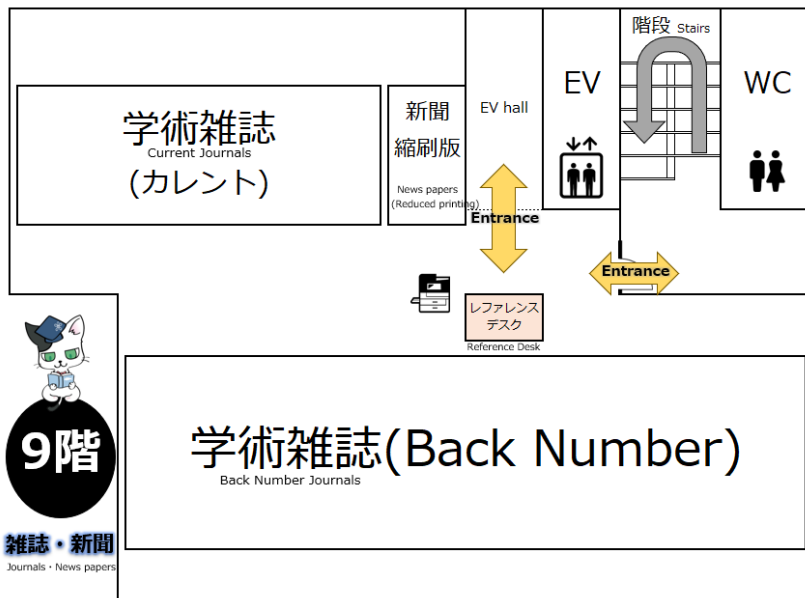 階段 Stairs
学術雑誌
Current Journals
(カレント)
新聞
縮刷版
News papers
(Reduced printing)
EV hall
EV
WC
Entrance
Entrance
レファレンス
デスク
Reference Desk
学術雑誌(Back Number)
Back Number Journals
9階
雑誌・新聞
Journals・News papers